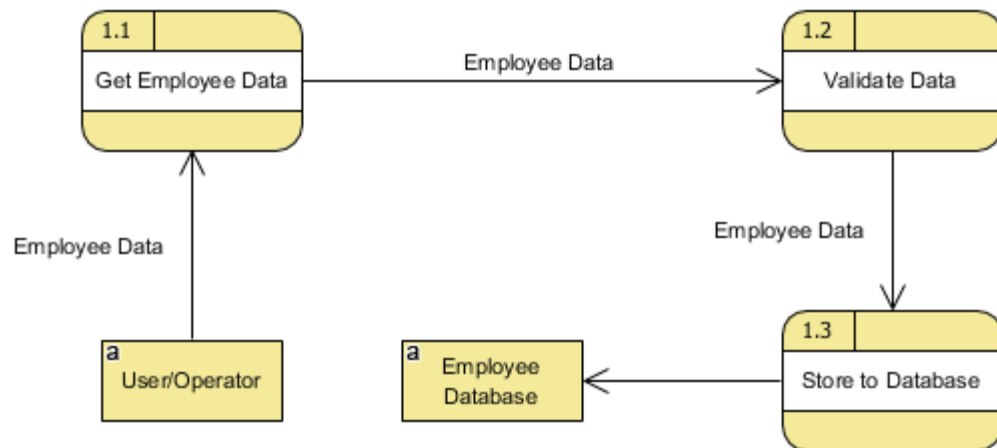 1.1
Get Employee Data
Employee Data
1.2
Validate Data
Employee Data
Employee Data
a
User/Operator
a
Employee
Database
1.3
Store to Database